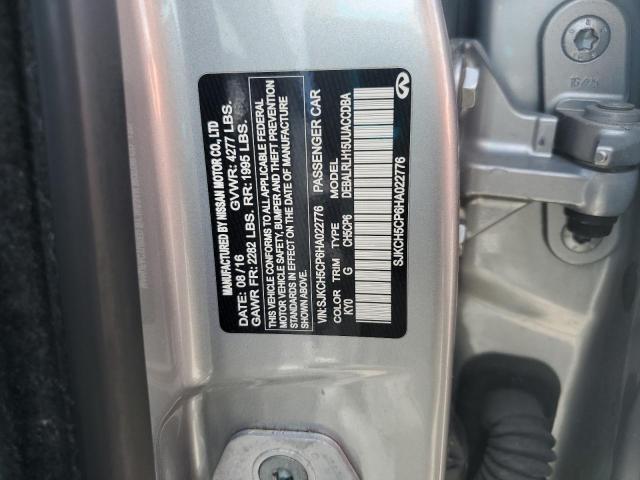 MANUFACTURED BY NISSAN MOTOR CO, LTD
DATE: 08/16 GVWR: 4277 LBS.
GAWR FR: 2282 LBS. RR: 1995 LBS.
THIS VEHICLE CONFORMS TO ALL APPLICABLE FEDERAL
MOTOR VEHICLE SAFETY, BUMPER AND THEFT PREVENTION
STANDARDS IN EFFECT ON THE DATE OF MANUFACTURE
SHOWN ABOVE.
VIN:SJKCH5CP6HA022776 PASSENGER CAR
COLOR TRIM TYPE MODEL
KY0 G CH5CP6 DEBALRLH15UUACCDBA
SJKCH5CP6HA022776